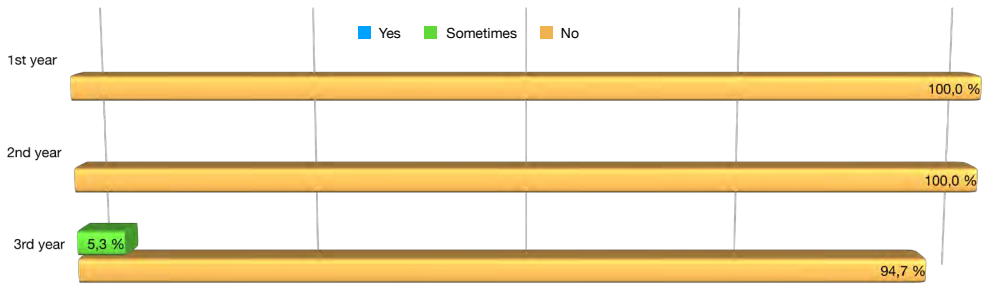 Yes Sometimes No
1st year
100,0 %
2nd year
100,0 %
3rd year
5,3 %
94,7 %